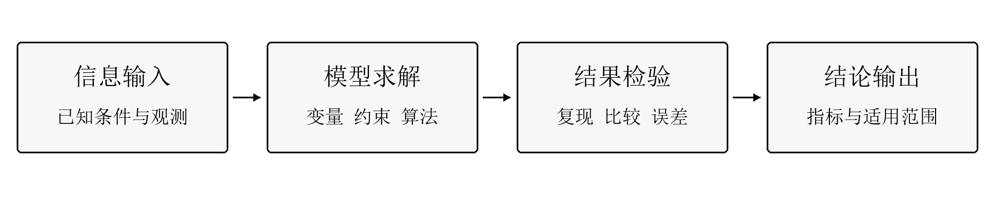 信息输入
已知条件与观测
模型求解
变量 约束 算法
结果检验
复现 比较 误差
结论输出
指标与适用范围